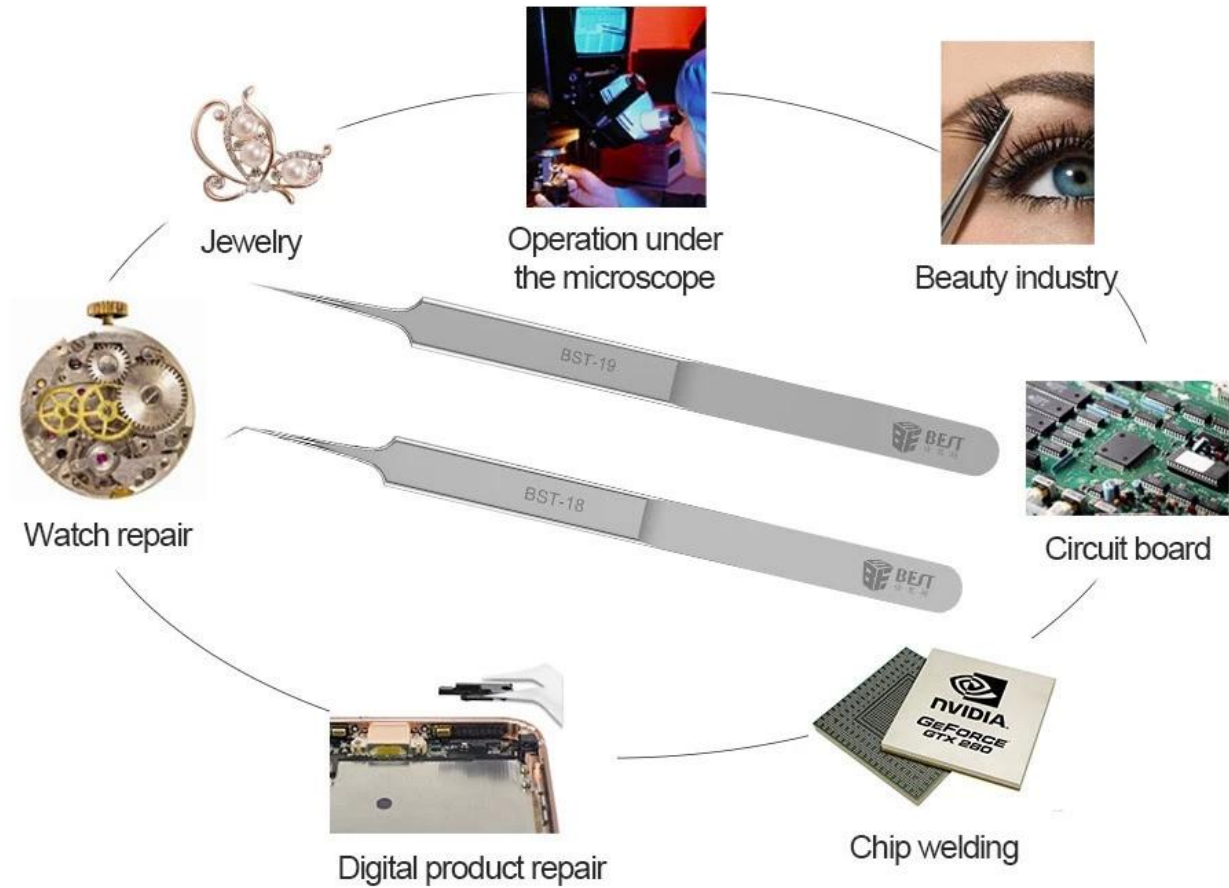 Jewelry
Operation under
the microscope
Beauty industry
BST-19
BEST
Watch repair
BST-18
BEST
Circuit board
NVIDIA
GEFORCE
GTX 280
Digital product repair
Chip welding